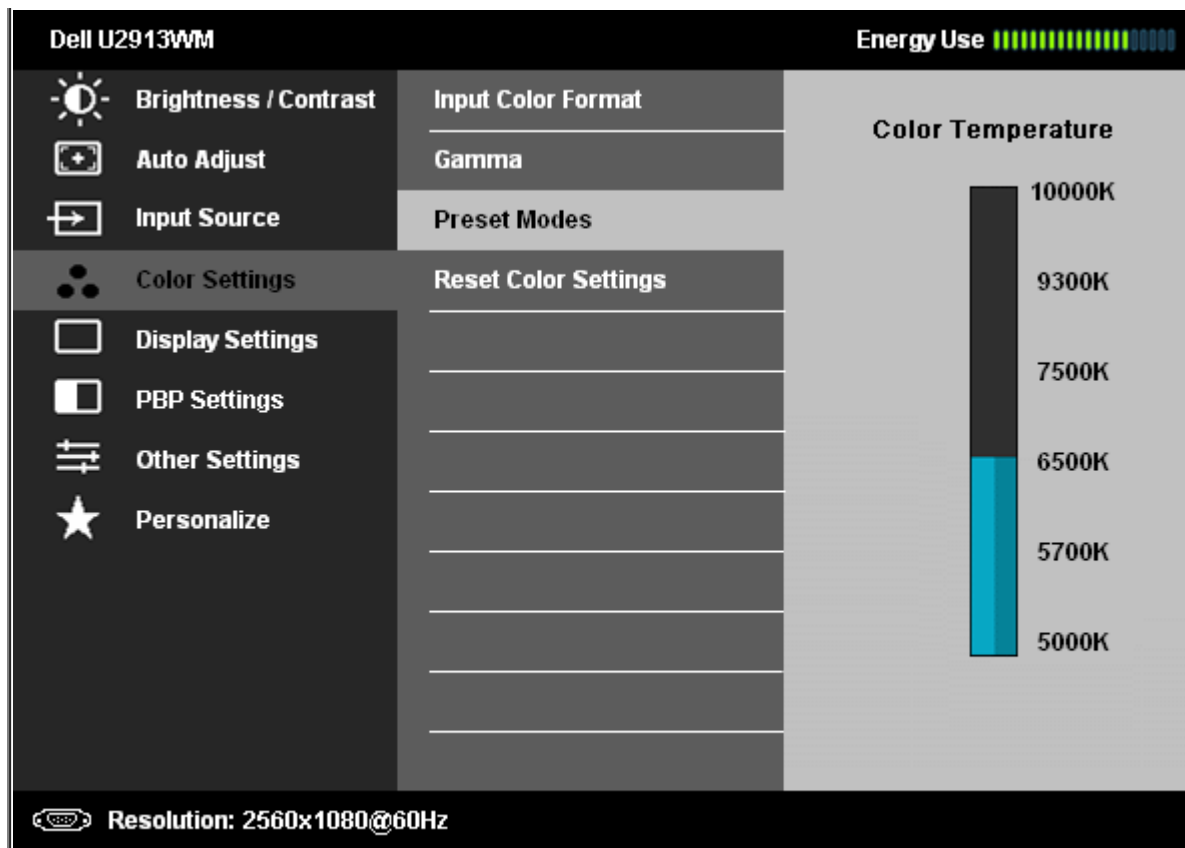 Dell U2913WM
Energy Use
Brightness / Contrast
Auto Adjust
Input Source
Color Settings
Display Settings
PBP Settings
Other Settings
Personalize
Input Color Format
Gamma
Preset Modes
Reset Color Settings
Color Temperature
10000K
9300K
7500K
6500K
5700K
5000K
Resolution: 2560x1080@60Hz